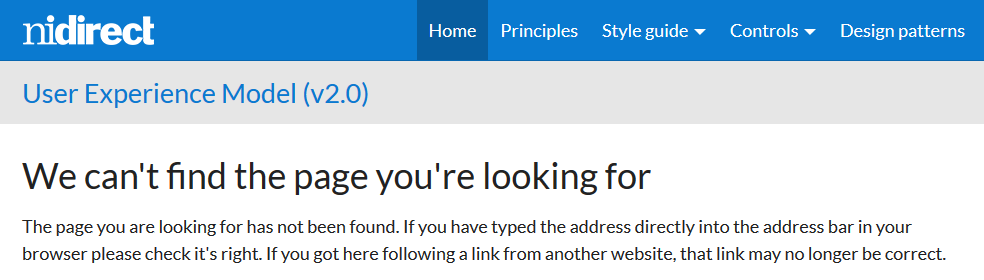 nidirect
Home Principles Style guide Controls Design patterns
User Experience Model (v2.0)
We can't find the page you're looking for
The page you are looking for has not been found. If you have typed the address directly into the address bar in your
browser please check it's right. If you got here following a link from another website, that link may no longer be correct.